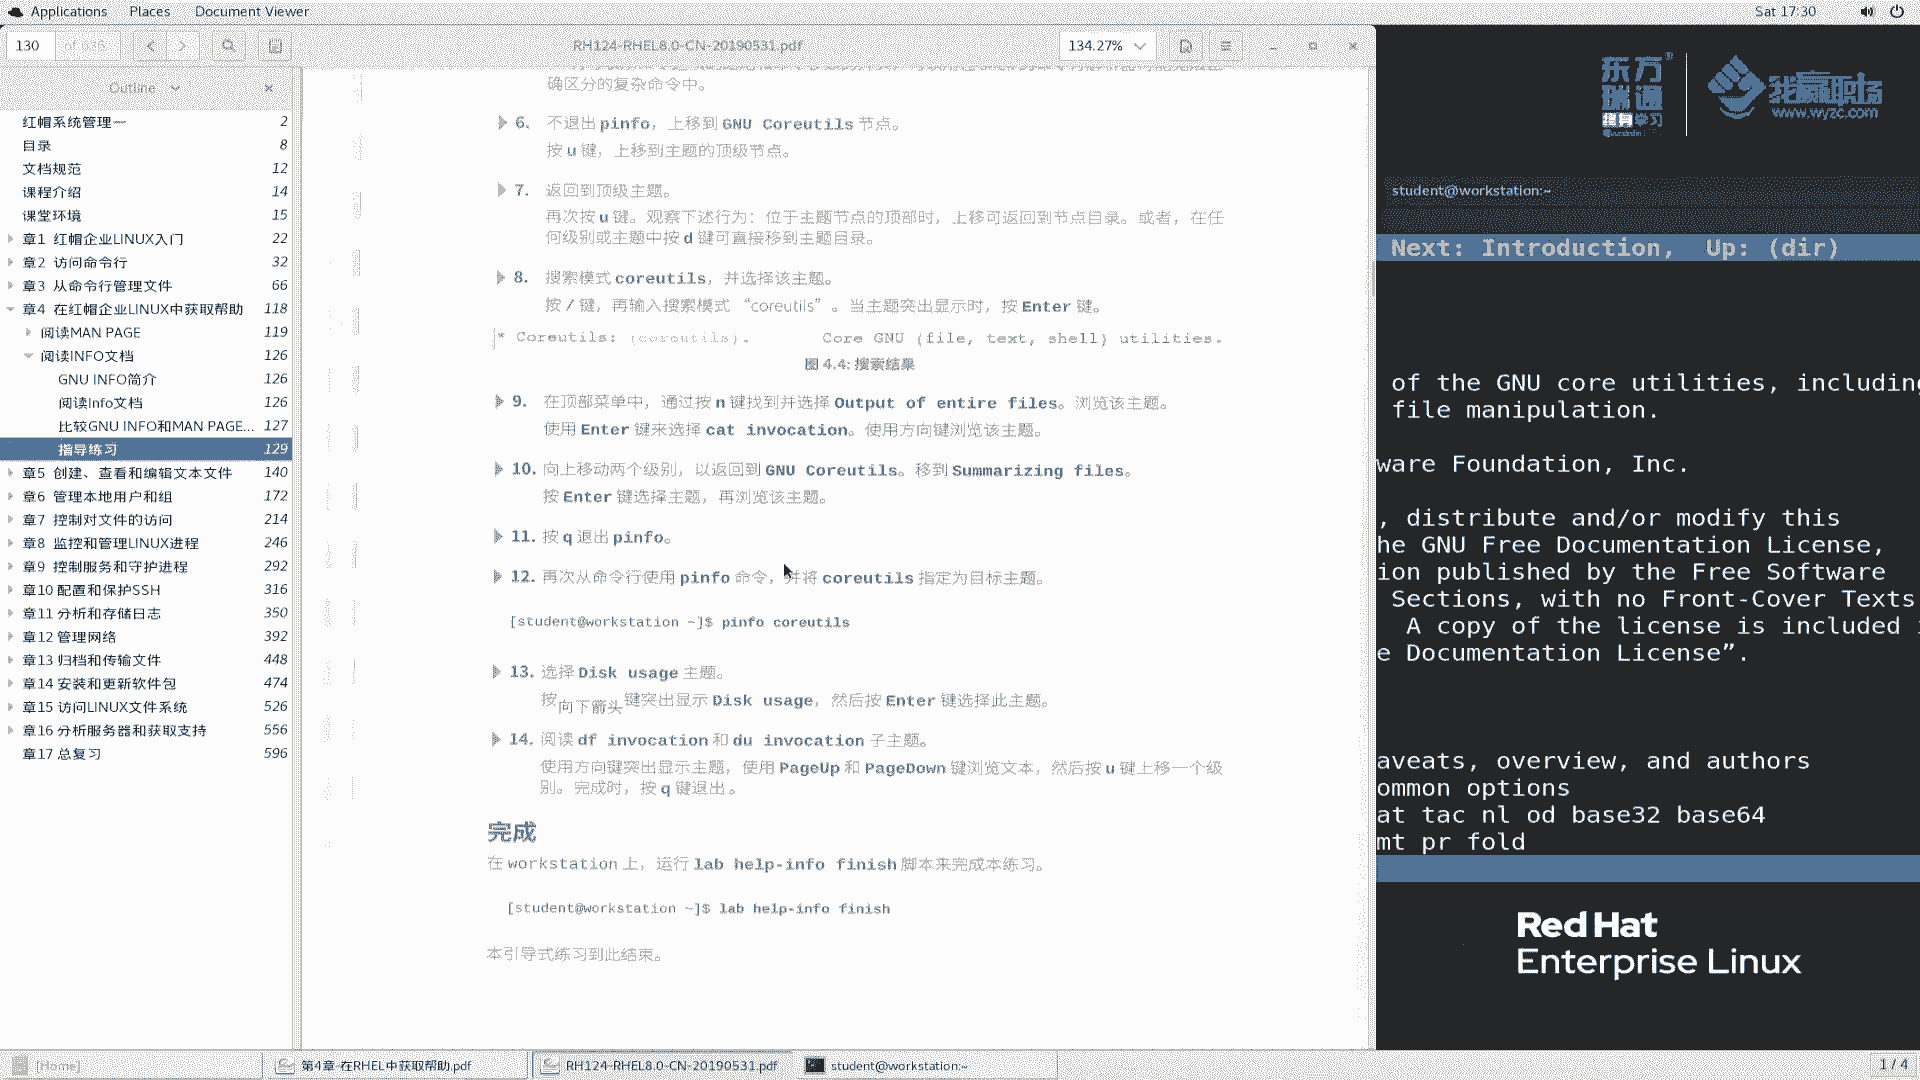 Applications Places Document Viewer
Sat 17:30
130 of 636
RH124-RHEL8.0-CN-20190531.pdf
134.27%
Outline
红帽系统管理一 2
目录 8
文档规范 12
课程介绍 14
课堂环境 15
章1 红帽企业LINUX入门 22
章2 访问命令行 32
章3 从命令行管理文件 66
章4 在红帽企业LINUX中获取帮助 118
阅读MAN PAGE 119
阅读INFO文档 126
GNU INFO简介 126
阅读Info文档 126
比较GNU INFO和MAN PAGE... 127
指导练习 129
章5 创建、查看和编辑文本文件 140
章6 管理本地用户和组 172
章7 控制对文件的访问 214
章8 监控和管理LINUX进程 246
章9 控制服务和守护进程 292
章10 配置和保护SSH 316
章11 分析和存储日志 350
章12 管理网络 392
章13 归档和传输文件 448
章14 安装和更新软件包 474
章15 访问LINUX文件系统 526
章16 分析服务器和获取支持 556
章17 总复习 596
确区分的复杂命令中。
6. 不退出 pinfo，上移到 GNU Coreutils 节点。
按 u 键，上移到主题的顶级节点。
7. 返回到顶级主题。
再次按 u 键。观察下述行为：位于主题节点的顶部时，上移可返回到节点目录。或者，在任
何级别或主题中按 d 键可直接移到主题目录。
8. 搜索模式 coreutils，并选择该主题。
按 / 键，再输入搜索模式 “coreutils” 。当主题突出显示时，按 Enter 键。
* Coreutils: (coreutils). Core GNU (file, text, shell) utilities.
图 4.4: 搜索结果
9. 在顶部菜单中，通过按 n 键找到并选择 Output of entire files。浏览该主题。
使用 Enter 键来选择 cat invocation。使用方向键浏览该主题。
10. 向上移动两个级别，以返回到 GNU Coreutils。移到 Summarizing files。
按 Enter 键选择主题，再浏览该主题。
11. 按 q 退出 pinfo。
12. 再次从命令行使用 pinfo 命令，并将 coreutils 指定为目标主题。
[student@workstation ~]$ pinfo coreutils
13. 选择 Disk usage 主题。
按向下箭头键突出显示 Disk usage，然后按 Enter 键选择此主题。
14. 阅读 df invocation 和 du invocation 子主题。
使用方向键突出显示主题，使用 PageUp 和 PageDown 键浏览文本，然后按 u 键上移一个级
别。完成时，按 q 键退出 。
完成
在 workstation 上，运行 lab help-info finish 脚本来完成本练习。
[student@workstation ~]$ lab help-info finish
本引导式练习到此结束。
东方
瑞通
终身学习
我赢职场
www.wyzc.com
student@workstation:~
Next: Introduction, Up: (dir)
of the GNU core utilities, including
file manipulation.
ware Foundation, Inc.
, distribute and/or modify this
he GNU Free Documentation License,
ion published by the Free Software
Sections, with no Front-Cover Texts
A copy of the license is included
e Documentation License”.
aveats, overview, and authors
ommon options
at tac nl od base32 base64
mt pr fold
Red Hat
Enterprise Linux
[Home]
第4章-在RHEL中获取帮助.pdf
RH124-RHEL8.0-CN-20190531.pdf
student@workstation:~
1 / 4